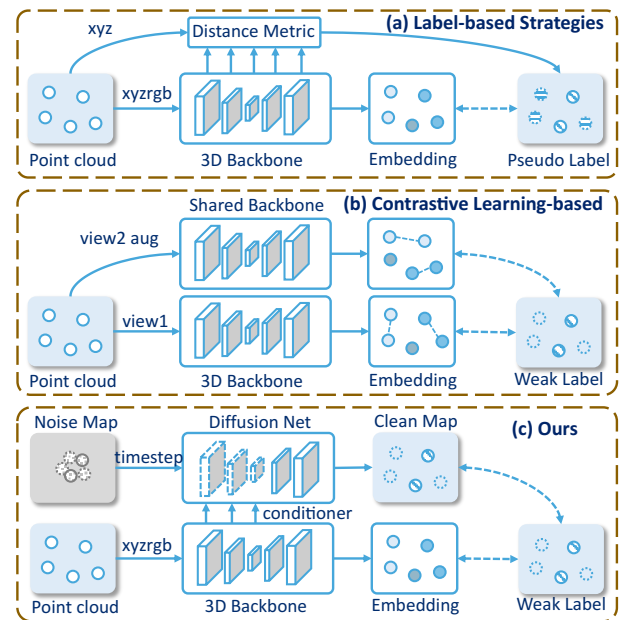 (a) Label-based Strategies
xyz
Distance Metric
xyzrgb
Point cloud
3D Backbone
Embedding
Pseudo Label
(b) Contrastive Learning-based
Shared Backbone
view2 aug
view1
Point cloud
3D Backbone
Embedding
Weak Label
(c) Ours
Noise Map
Diffusion Net
Clean Map
timestep
conditioner
xyzrgb
Point cloud
3D Backbone
Embedding
Weak Label